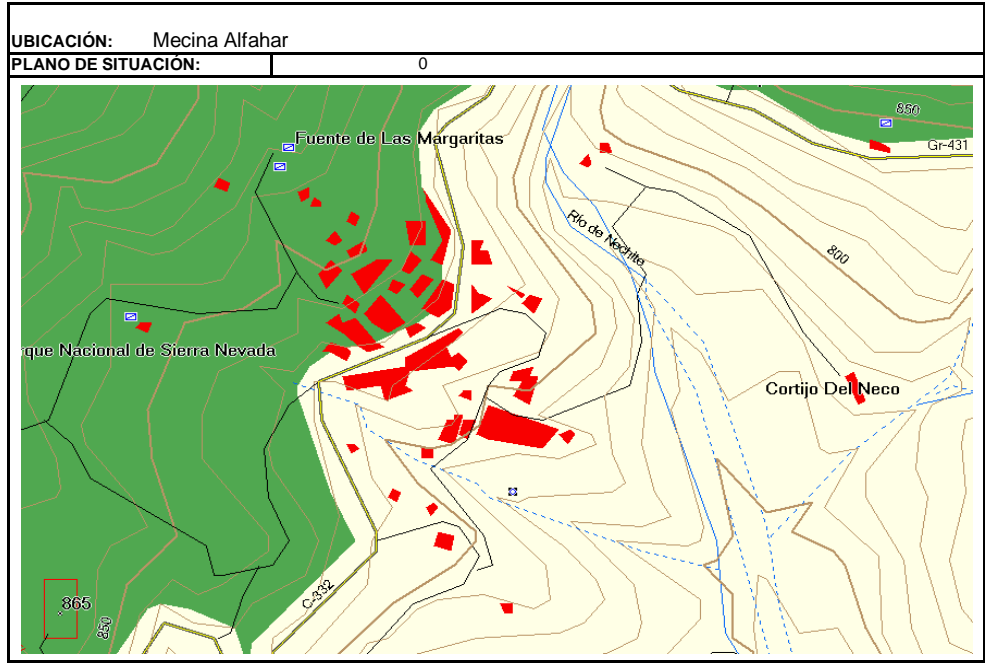 UBICACIÓN: Mecina Alfahar
PLANO DE SITUACIÓN: 0
850
Fuente de Las Margaritas
Gr-431
Río de Nechite
800
rque Nacional de Sierra Nevada
Cortijo Del Neco
C-332
865
850